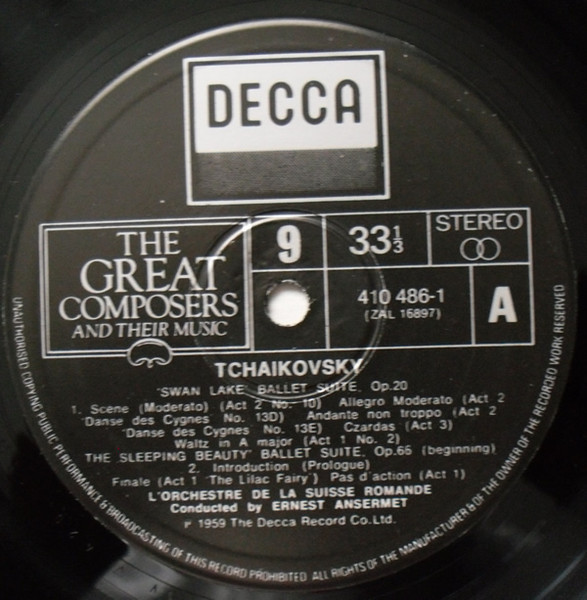 DECCA
THE
GREAT
COMPOSERS
AND THEIR MUSIC
9
33 1/3
STEREO
410 486-1
(ZAL 16897)
A
TCHAIKOVSKY
'SWAN LAKE' BALLET SUITE, Op.20
1. Scene (Moderato) (Act 2 No. 10) Allegro Moderato (Act 2
'Danse des Cygnes' No. 13D) Andante non troppo (Act 2
'Danse des Cygnes' No. 13E) Czardas (Act 3)
Waltz in A major (Act 1 No. 2)
THE 'SLEEPING BEAUTY' BALLET SUITE, Op.66 (beginning)
2. Introduction (Prologue)
Finale (Act 1 'The Lilac Fairy') Pas d'action (Act 1)
L'ORCHESTRE DE LA SUISSE ROMANDE
Conducted by ERNEST ANSERMET
℗ 1959 The Decca Record Co.Ltd.
UNAUTHORISED COPYING PUBLIC PERFORMANCE & BROADCASTING OF THIS RECORD PROHIBITED ALL RIGHTS OF THE MANUFACTURER & OF THE OWNER OF THE RECORDED WORK RESERVED